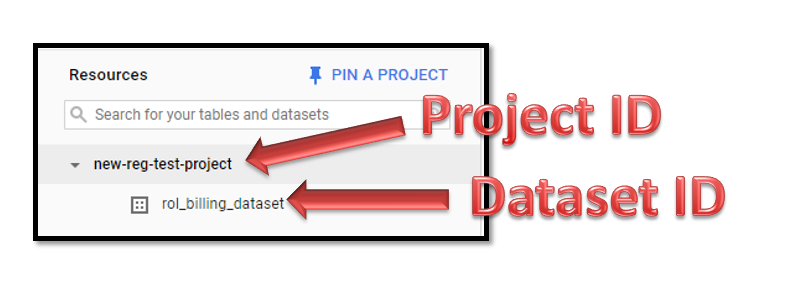 Resources
PIN A PROJECT
Search for your tables and datasets
Project ID
new-reg-test-project
rol_billing_dataset
Dataset ID